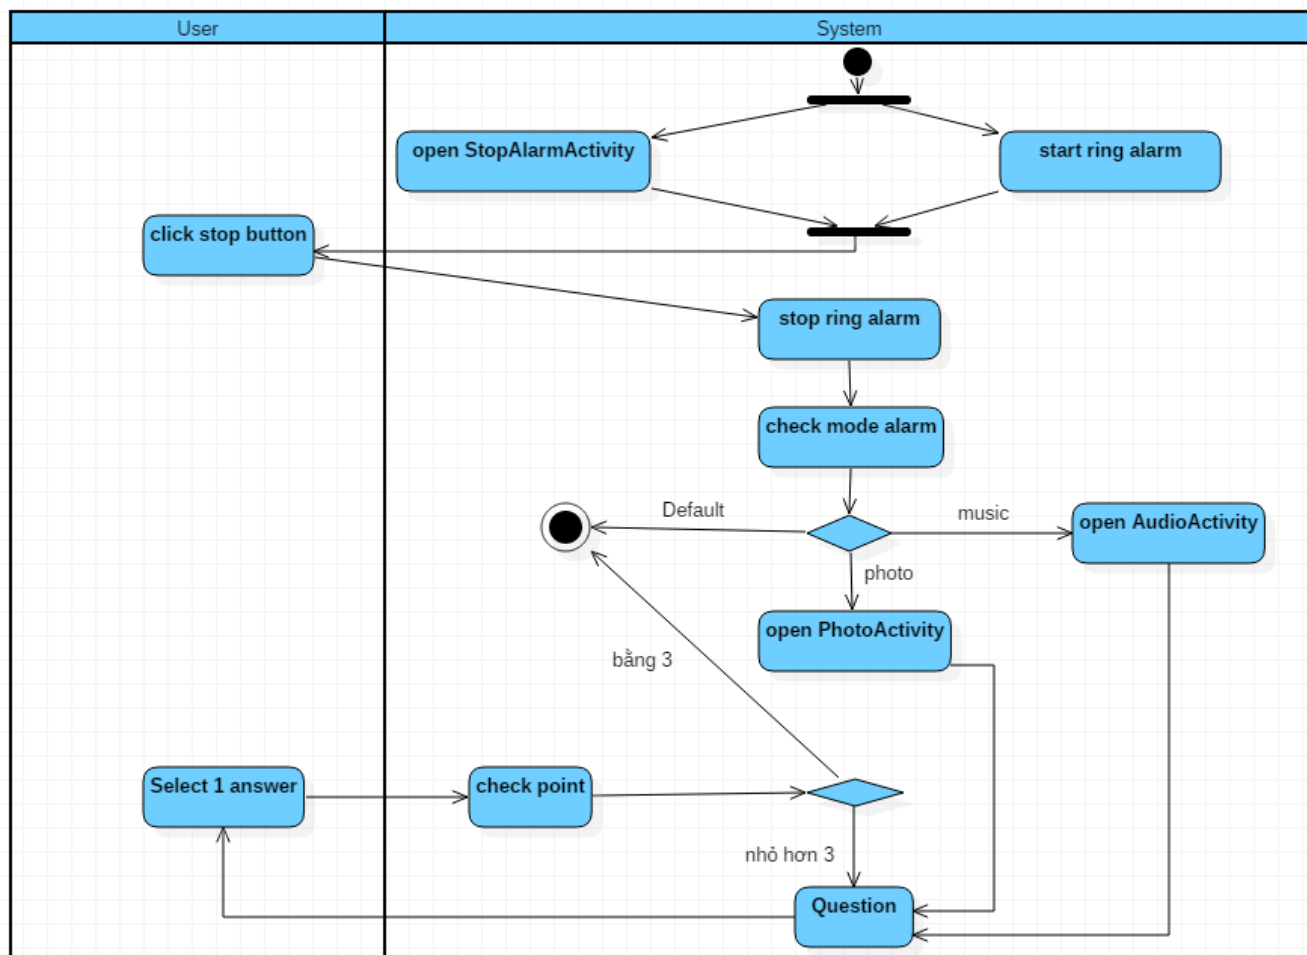 User
System
open StopAlarmActivity
start ring alarm
click stop button
stop ring alarm
check mode alarm
Default
music
open AudioActivity
photo
open PhotoActivity
bằng 3
Select 1 answer
check point
nhỏ hơn 3
Question